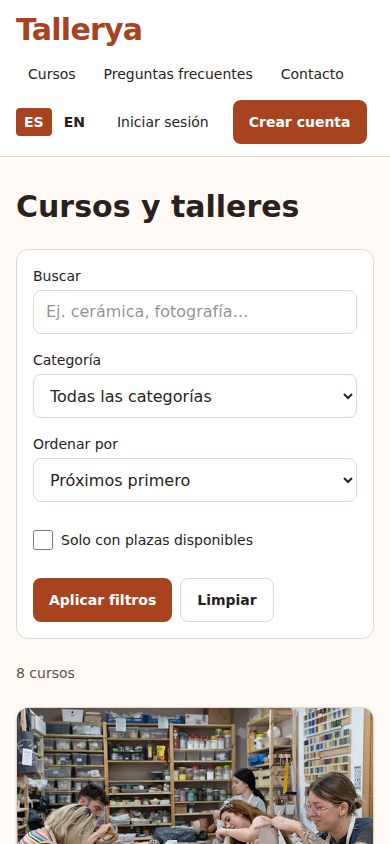 Tallerya
Cursos Preguntas frecuentes Contacto
ES EN Iniciar sesión Crear cuenta
Cursos y talleres
Buscar
Ej. cerámica, fotografía...
Categoría
Todas las categorías
Ordenar por
Próximos primero
Solo con plazas disponibles
Aplicar filtros Limpiar
8 cursos